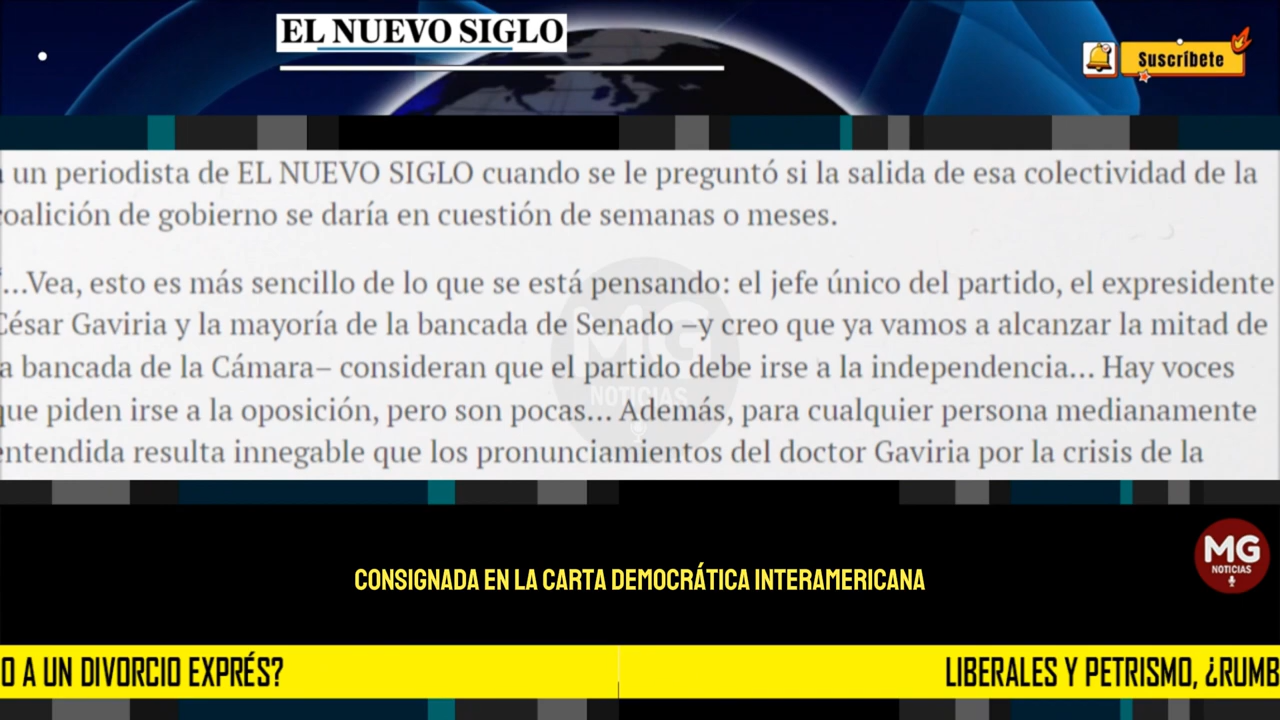 EL NUEVO SIGLO
Suscríbete
un periodista de EL NUEVO SIGLO cuando se le preguntó si la salida de esa colectividad de la
coalición de gobierno se daría en cuestión de semanas o meses.
“…Vea, esto es más sencillo de lo que se está pensando: el jefe único del partido, el expresidente
César Gaviria y la mayoría de la bancada de Senado –y creo que ya vamos a alcanzar la mitad de
a bancada de la Cámara– consideran que el partido debe irse a la independencia… Hay voces
que piden irse a la oposición, pero son pocas… Además, para cualquier persona medianamente
entendida resulta innegable que los pronunciamientos del doctor Gaviria por la crisis de la
MG
NOTICIAS
CONSIGNADA EN LA CARTA DEMOCRÁTICA INTERAMERICANA
MG
NOTICIAS
O A UN DIVORCIO EXPRÉS?
LIBERALES Y PETRISMO, ¿RUMB